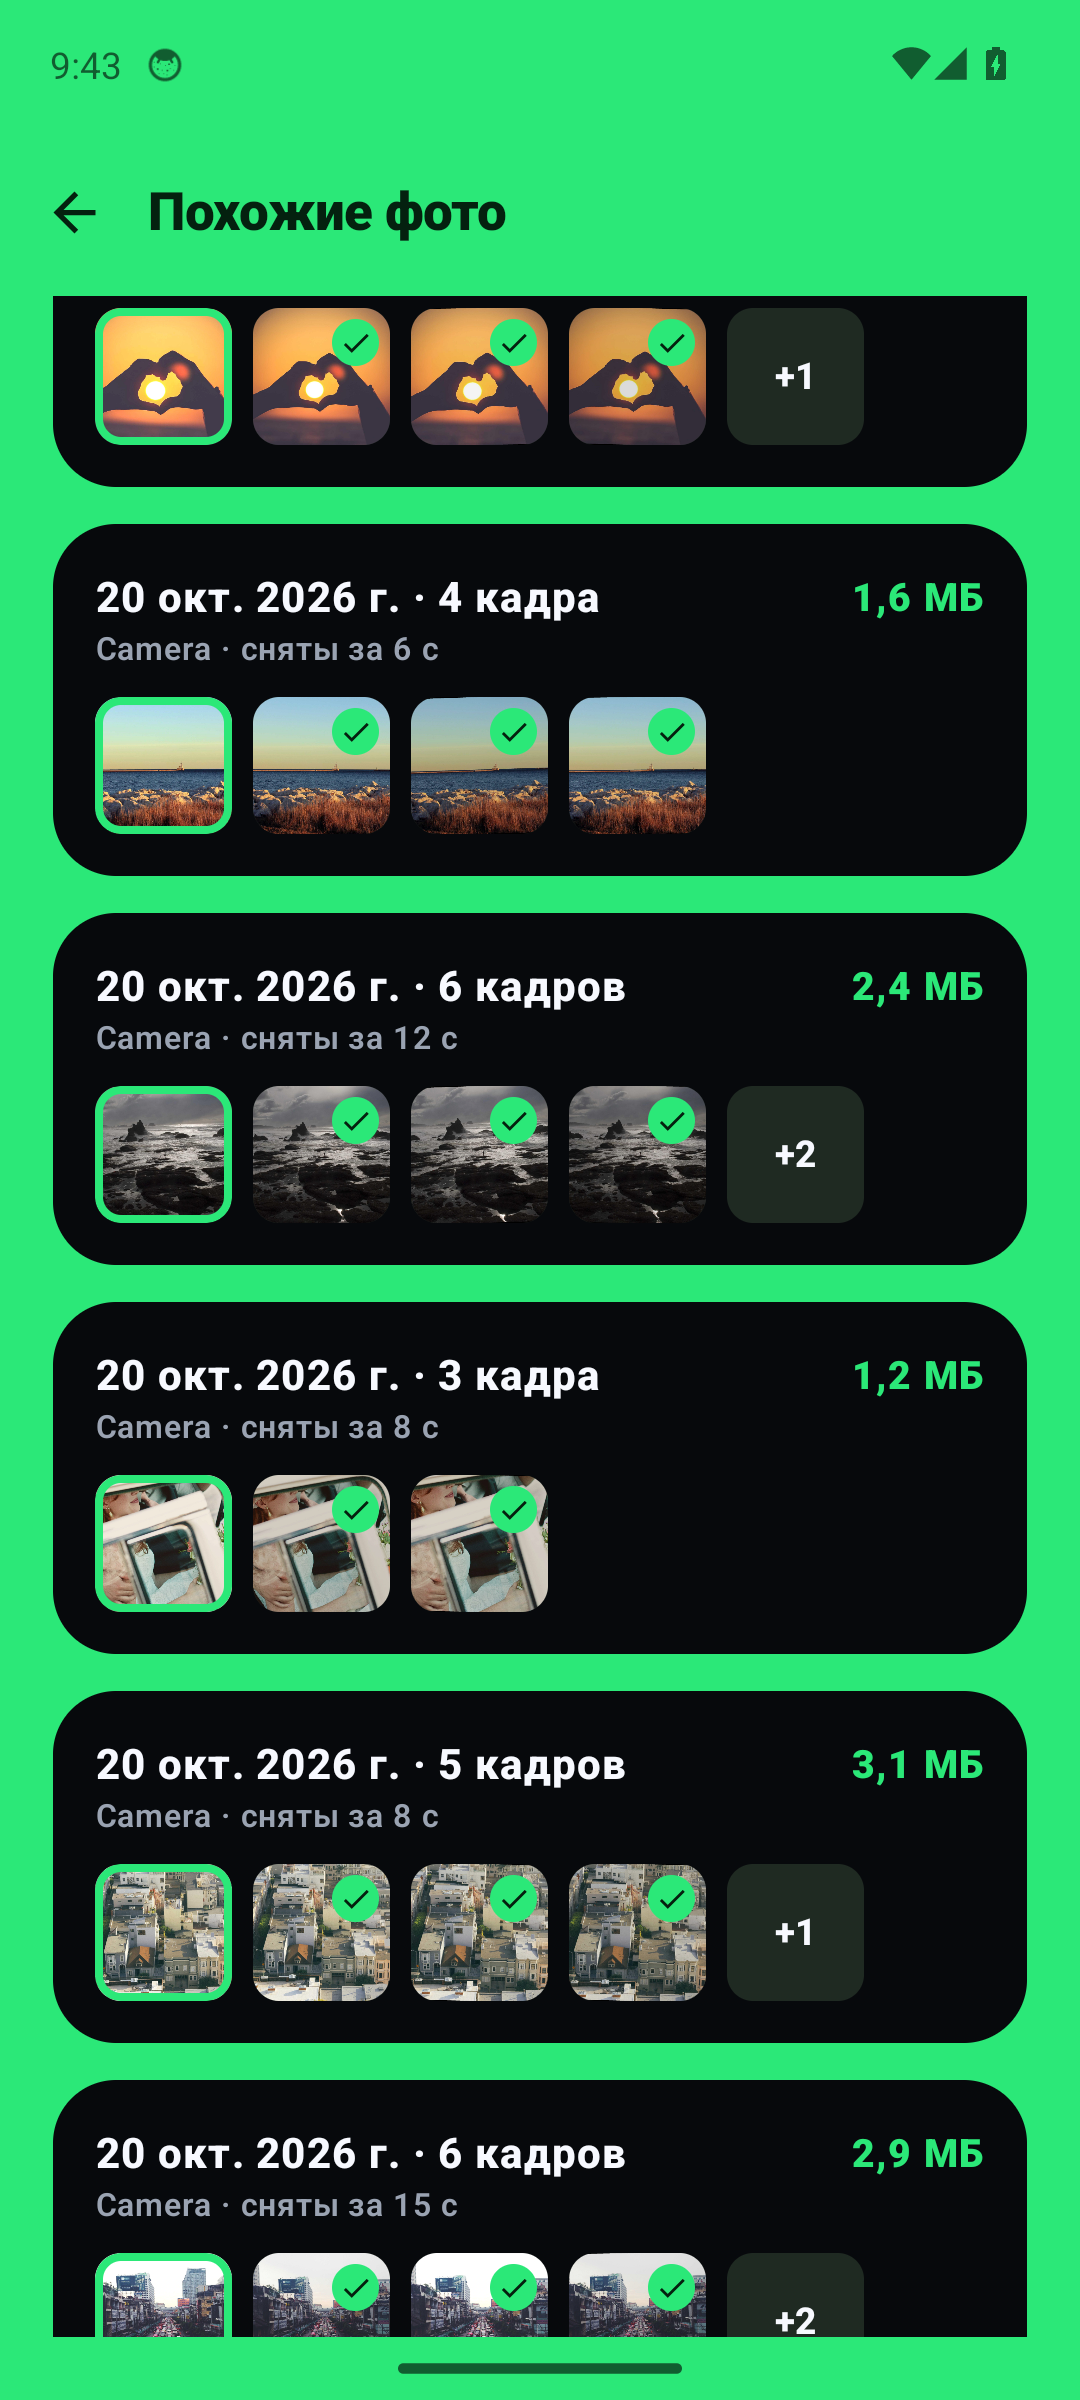 9:43
Похожие фото
+1
20 окт. 2026 г. · 4 кадра
1,6 МБ
Camera · сняты за 6 с
20 окт. 2026 г. · 6 кадров
2,4 МБ
Camera · сняты за 12 с
+2
20 окт. 2026 г. · 3 кадра
1,2 МБ
Camera · сняты за 8 с
20 окт. 2026 г. · 5 кадров
3,1 МБ
Camera · сняты за 8 с
+1
20 окт. 2026 г. · 6 кадров
2,9 МБ
Camera · сняты за 15 с
+2